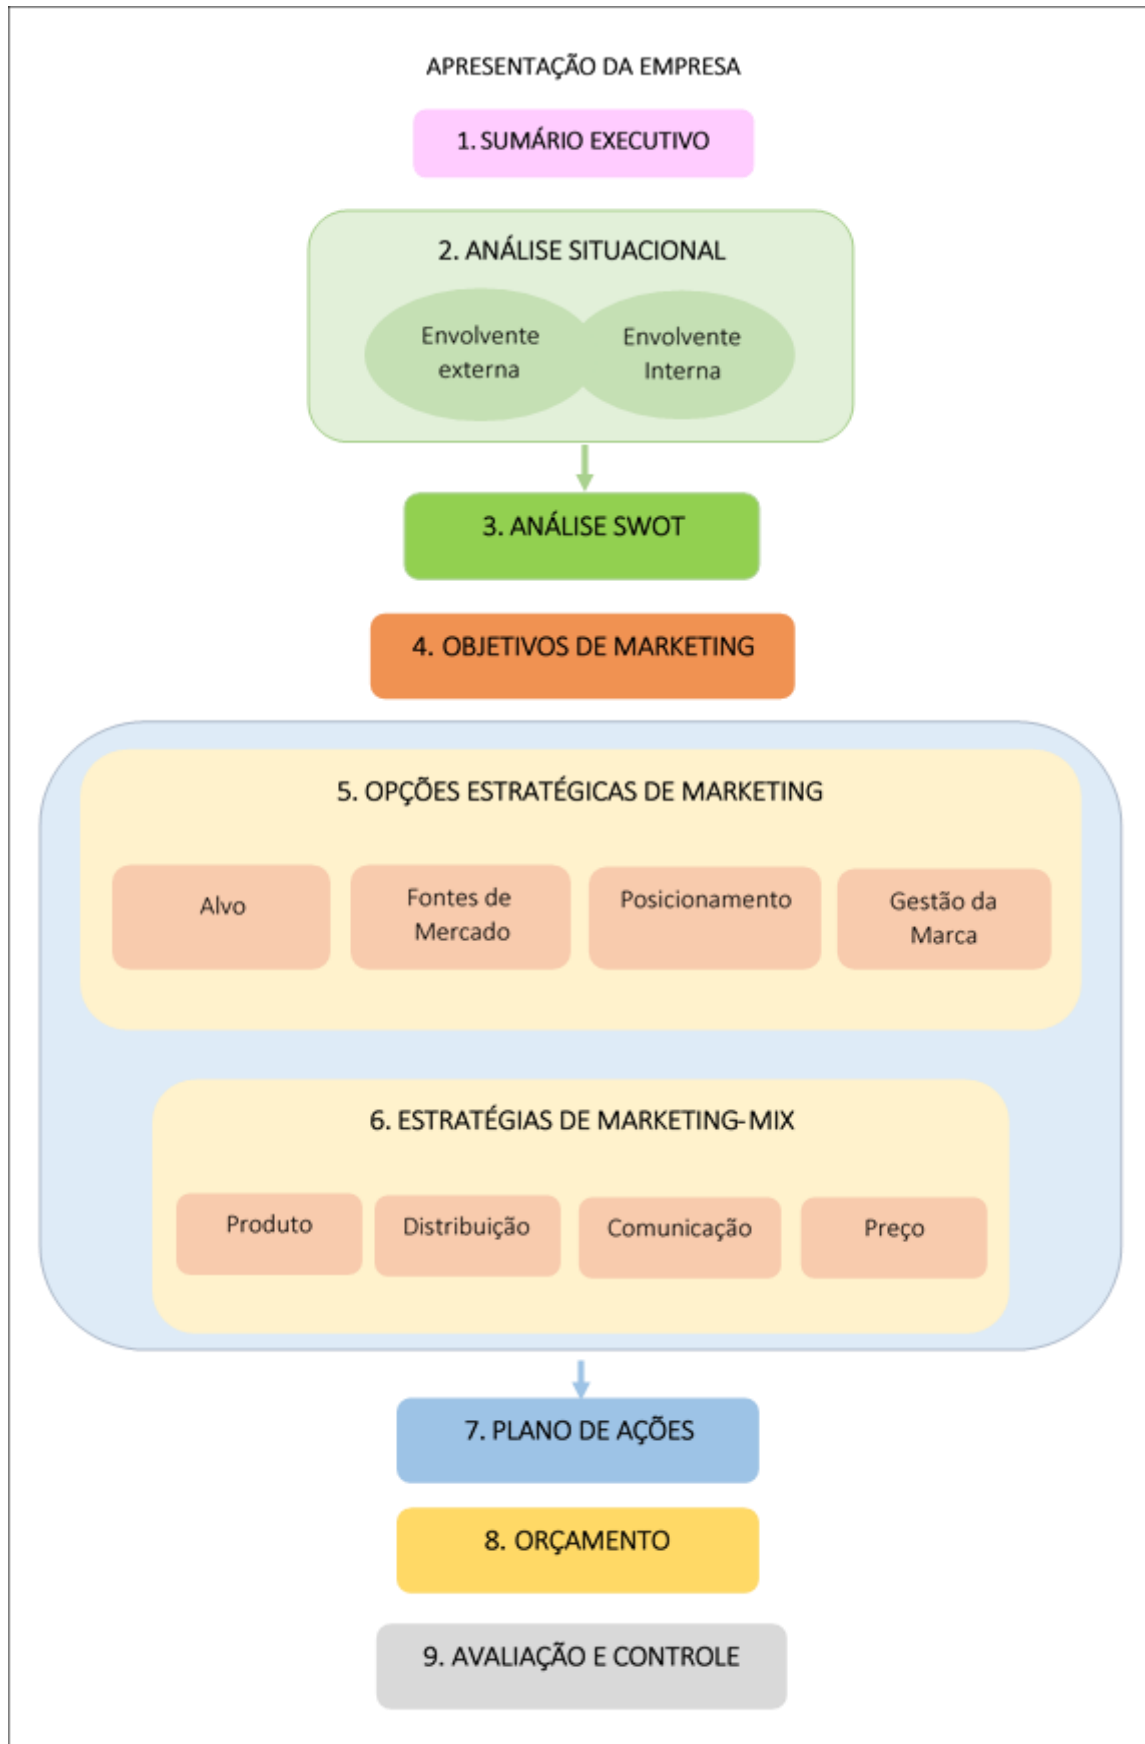 APRESENTAÇÃO DA EMPRESA
1. SUMÁRIO EXECUTIVO
2. ANÁLISE SITUACIONAL
Envolvente
externa
Envolvente
Interna
3. ANÁLISE SWOT
4. OBJETIVOS DE MARKETING
5. OPÇÕES ESTRATÉGICAS DE MARKETING
Alvo
Fontes de
Mercado
Posicionamento
Gestão da
Marca
6. ESTRATÉGIAS DE MARKETING-MIX
Produto
Distribuição
Comunicação
Preço
7. PLANO DE AÇÕES
8. ORÇAMENTO
9. AVALIAÇÃO E CONTROLE